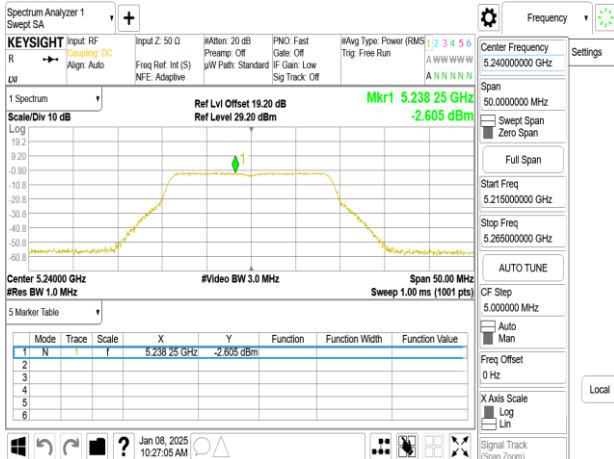 Spectrum Analyzer 1
Swept SA
+
Frequency
KEYSIGHT
R
Input: RF
Coupling: DC
Align: Auto
Input Z: 50 Ω
Freq Ref: Int (S)
NFE: Adaptive
#Atten: 20 dB
Preamp: Off
µW Path: Standard
PNO: Fast
Gate: Off
IF Gain: Low
Sig Track: Off
#Avg Type: Power (RMS
Trig: Free Run
1 2 3 4 5 6
A W W W W W
A N N N N N
1 Spectrum
Scale/Div 10 dB
Log
Ref Lvl Offset 19.20 dB
Ref Level 29.20 dBm
Mkr1 5.238 25 GHz
-2.605 dBm
19.2
9.20
-0.80
-10.8
-20.8
-30.8
-40.8
-50.8
-60.8
1
Center 5.24000 GHz
#Res BW 1.0 MHz
#Video BW 3.0 MHz
Span 50.00 MHz
Sweep 1.00 ms (1001 pts)
5 Marker Table
Mode Trace Scale X Y Function Function Width Function Value
1 N 1 f 5.238 25 GHz -2.605 dBm
2
3
4
5
6
Jan 08, 2025
10:27:05 AM
?
Center Frequency
5.24000000 GHz
Span
50.0000000 MHz
Swept Span
Zero Span
Full Span
Start Freq
5.215000000 GHz
Stop Freq
5.265000000 GHz
AUTO TUNE
CF Step
5.000000 MHz
Auto
Man
Freq Offset
0 Hz
X Axis Scale
Log
Lin
Signal Track
(Span Zoom)
Settings
Local